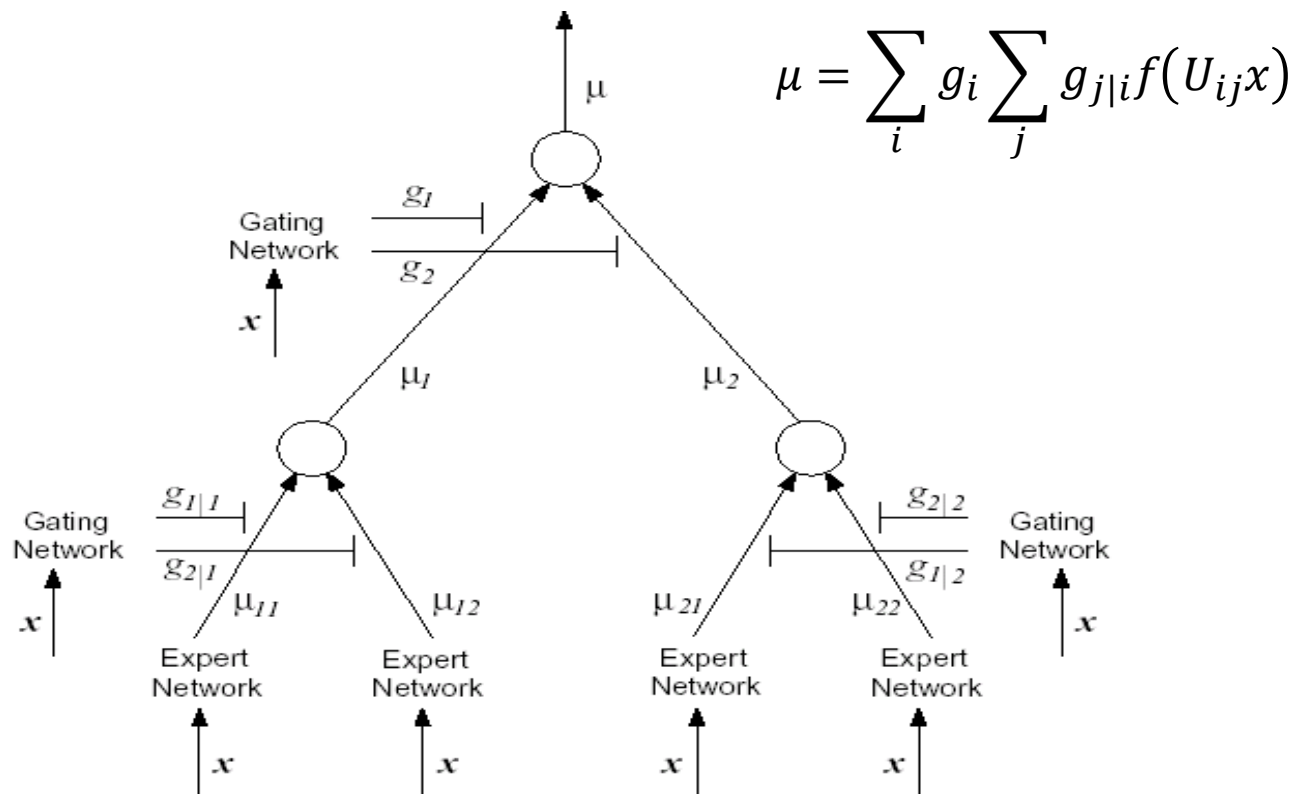 μ = ∑_i g_i ∑_j g_{j|i} f(U_{ij}x)
μ
g_1
Gating
Network
g_2
x
μ_1
μ_2
g_{1|1}
Gating
Network
g_{2|1}
x
g_{2|2}
Gating
Network
g_{1|2}
x
μ_{11}
μ_{12}
μ_{21}
μ_{22}
Expert
Network
x
Expert
Network
x
Expert
Network
x
Expert
Network
x